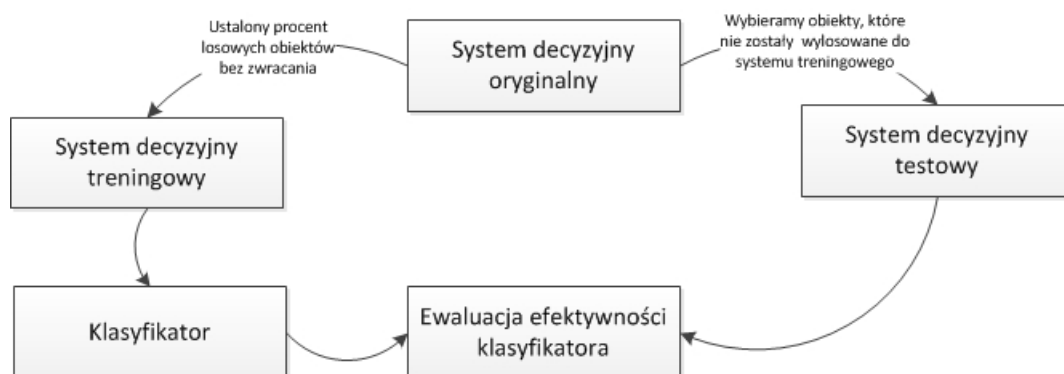 Ustalony procent
losowych obiektów
bez zwracania
System decyzyjny
oryginalny
Wybieramy obiekty, które
nie zostały wylosowane do
systemu treningowego
System decyzyjny
treningowy
System decyzyjny
testowy
Klasyfikator
Ewaluacja efektywności
klasyfikatora